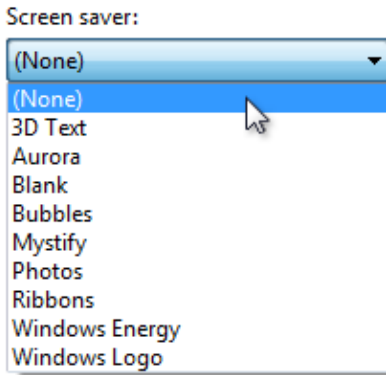 Screen saver:
(None)
(None)
3D Text
Aurora
Blank
Bubbles
Mystify
Photos
Ribbons
Windows Energy
Windows Logo